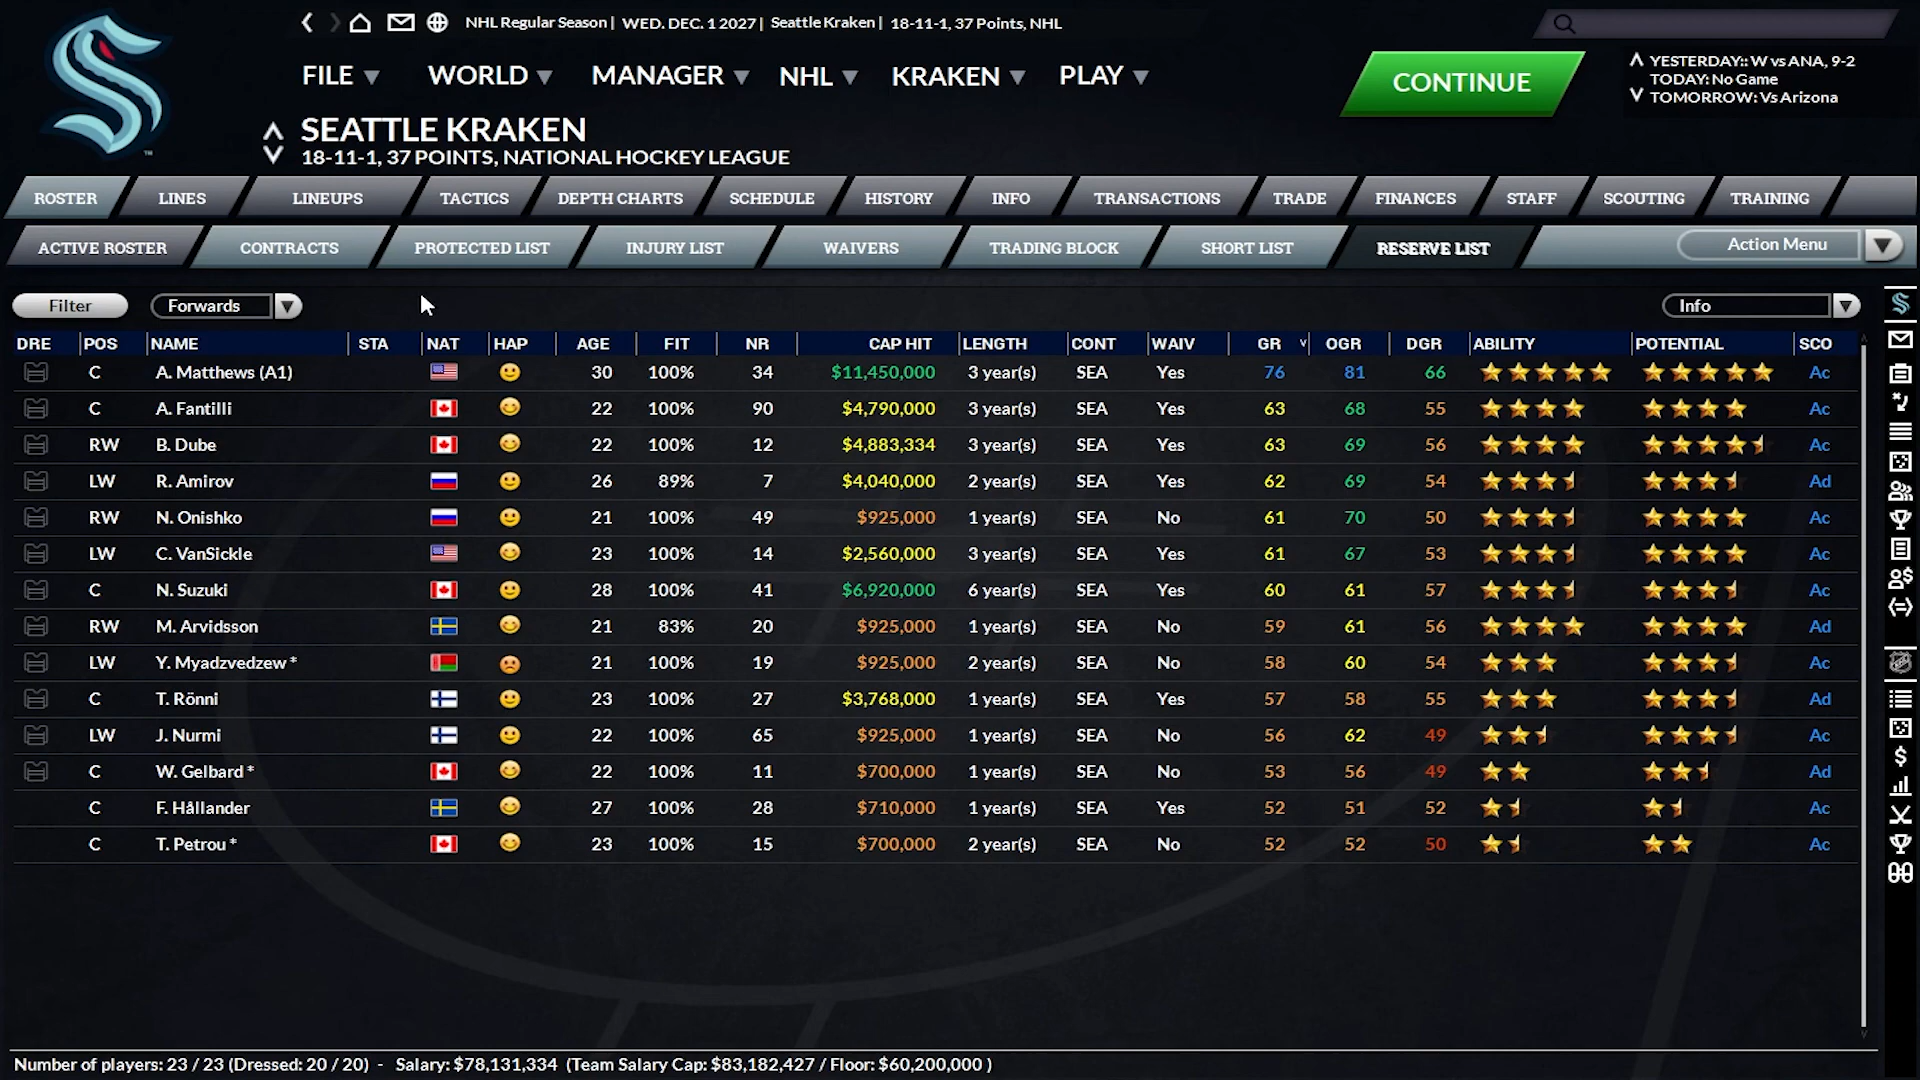 NHL Regular Season | WED. DEC. 1 2027 | Seattle Kraken | 18-11-1, 37 Points, NHL
FILE WORLD MANAGER NHL KRAKEN PLAY
CONTINUE
YESTERDAY:: W vs ANA, 9-2
TODAY: No Game
TOMORROW: Vs Arizona
SEATTLE KRAKEN
18-11-1, 37 POINTS, NATIONAL HOCKEY LEAGUE
ROSTER LINES LINEUPS TACTICS DEPTH CHARTS SCHEDULE HISTORY INFO TRANSACTIONS TRADE FINANCES STAFF SCOUTING TRAINING
ACTIVE ROSTER CONTRACTS PROTECTED LIST INJURY LIST WAIVERS TRADING BLOCK SHORT LIST RESERVE LIST Action Menu
Filter Forwards Info
DRE POS NAME STA NAT HAP AGE FIT NR CAP HIT LENGTH CONT WAIV GR OGR DGR ABILITY POTENTIAL SCO
C A. Matthews (A1) 30 100% 34 $11,450,000 3 year(s) SEA Yes 76 81 66 Ac
C A. Fantilli 22 100% 90 $4,790,000 3 year(s) SEA Yes 63 68 55 Ac
RW B. Dube 22 100% 12 $4,883,334 3 year(s) SEA Yes 63 69 56 Ac
LW R. Amirov 26 89% 7 $4,040,000 2 year(s) SEA Yes 62 69 54 Ad
RW N. Onishko 21 100% 49 $925,000 1 year(s) SEA No 61 70 50 Ac
LW C. VanSickle 23 100% 14 $2,560,000 3 year(s) SEA Yes 61 67 53 Ac
C N. Suzuki 28 100% 41 $6,920,000 6 year(s) SEA Yes 60 61 57 Ac
RW M. Arvidsson 21 83% 20 $925,000 1 year(s) SEA No 59 61 56 Ad
LW Y. Myadzvedzew * 21 100% 19 $925,000 2 year(s) SEA No 58 60 54 Ac
C T. Rönni 23 100% 27 $3,768,000 1 year(s) SEA Yes 57 58 55 Ad
LW J. Nurmi 22 100% 65 $925,000 1 year(s) SEA No 56 62 49 Ac
C W. Gelbard * 22 100% 11 $700,000 1 year(s) SEA No 53 56 49 Ad
C F. Hållander 27 100% 28 $710,000 1 year(s) SEA Yes 52 51 52 Ac
C T. Petrou * 23 100% 15 $700,000 2 year(s) SEA No 52 52 50 Ac
Number of players: 23 / 23 (Dressed: 20 / 20) - Salary: $78,131,334 (Team Salary Cap: $83,182,427 / Floor: $60,200,000 )